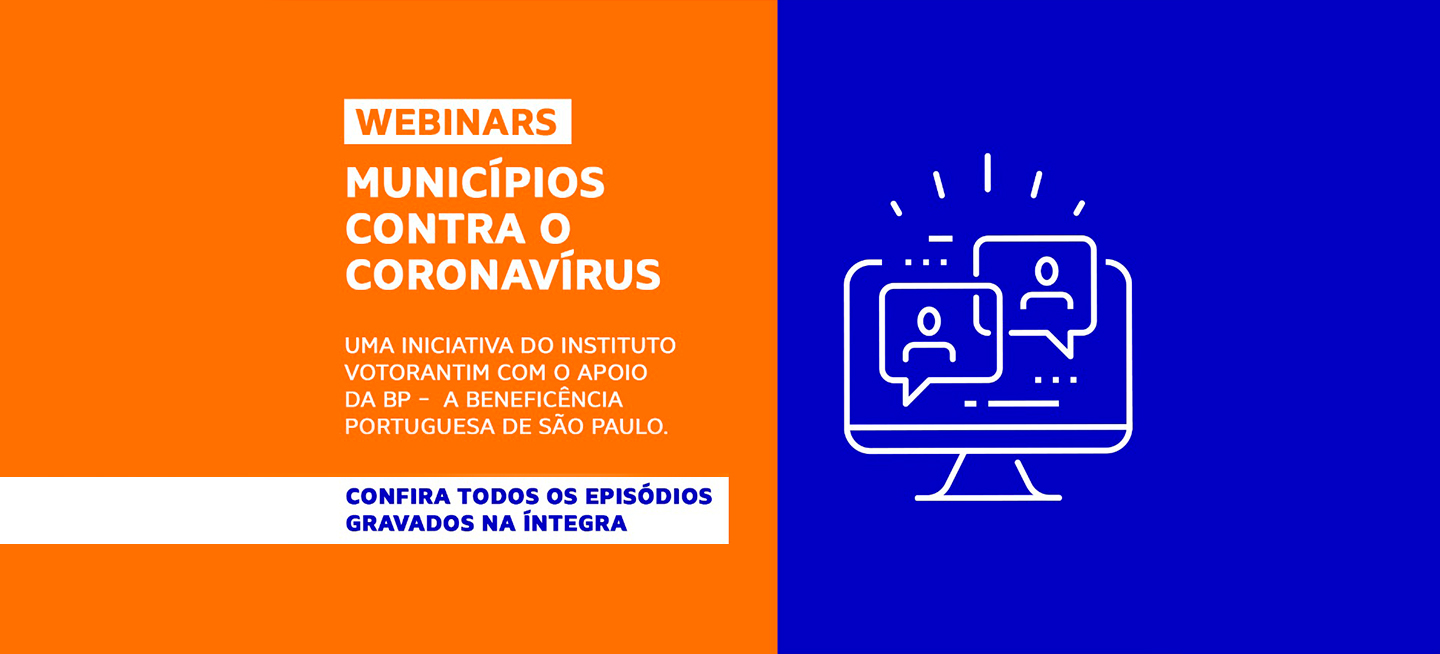 WEBINARS
MUNICÍPIOS
CONTRA O
CORONAVÍRUS
UMA INICIATIVA DO INSTITUTO
VOTORANTIM COM O APOIO
DA BP - A BENEFICÊNCIA
PORTUGUESA DE SÃO PAULO.
CONFIRA TODOS OS EPISÓDIOS
GRAVADOS NA ÍNTEGRA